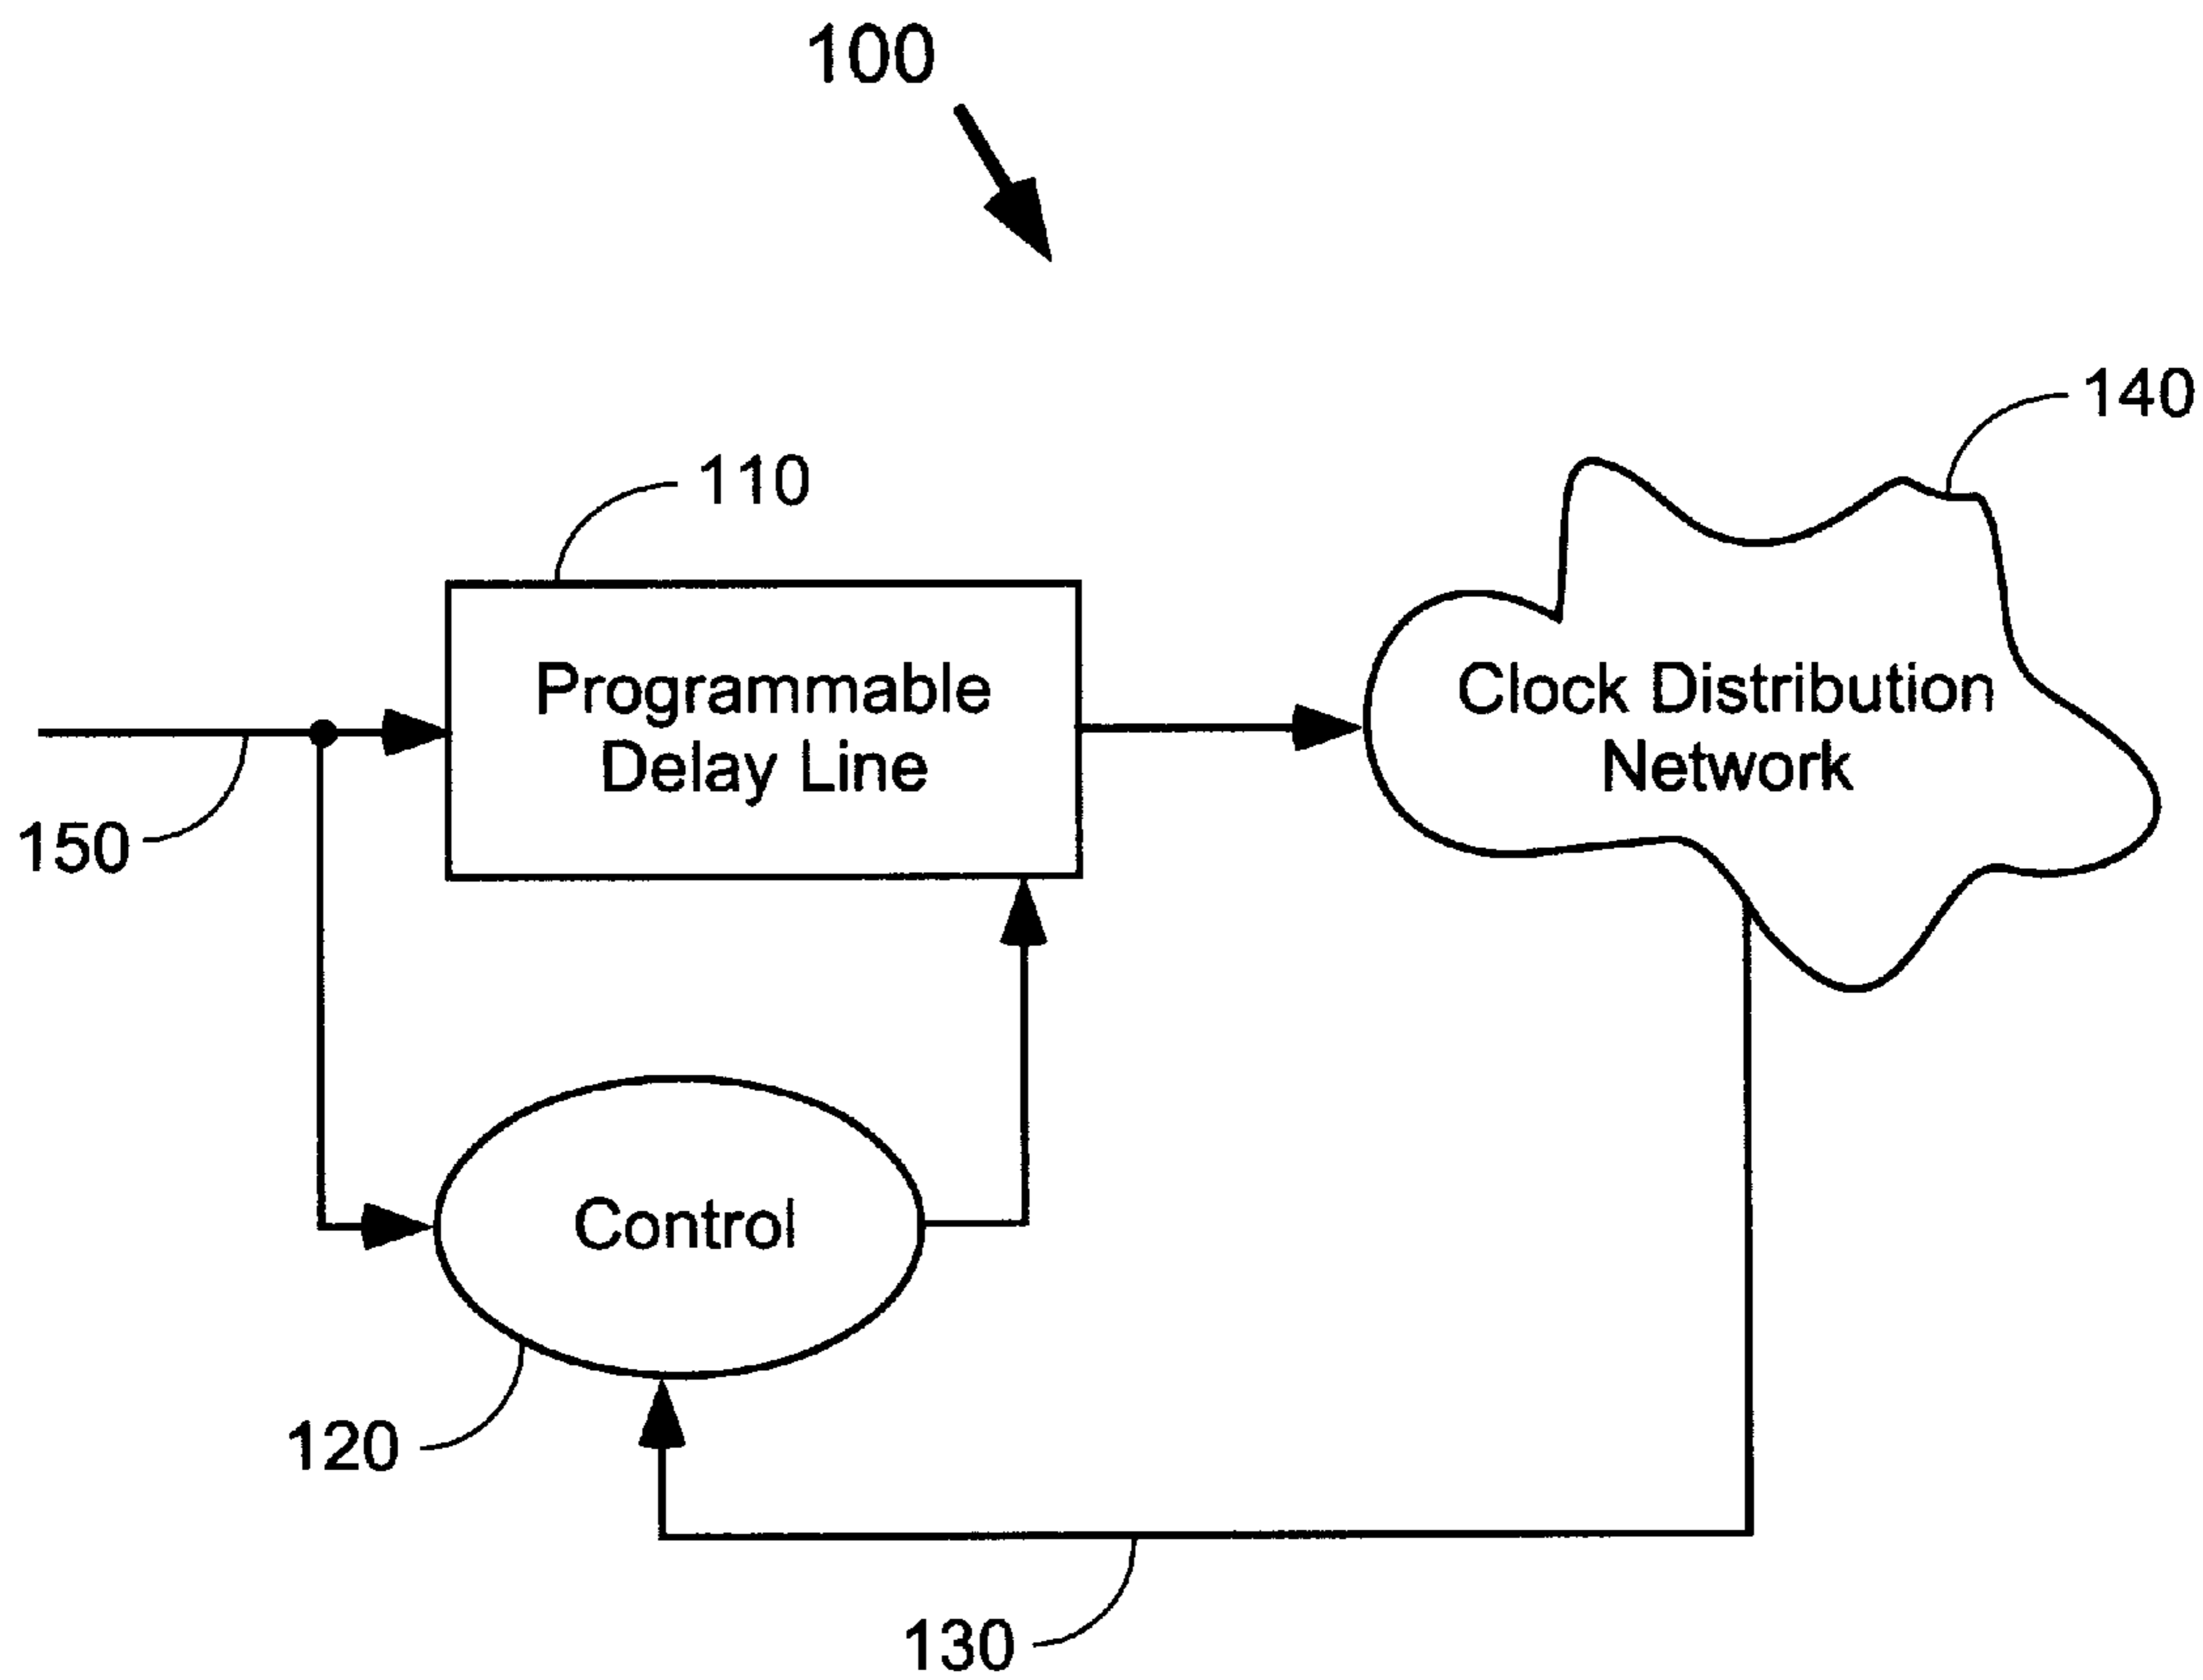 100
140
110
Programmable
Delay Line
Clock Distribution
Network
150
Control
120
130